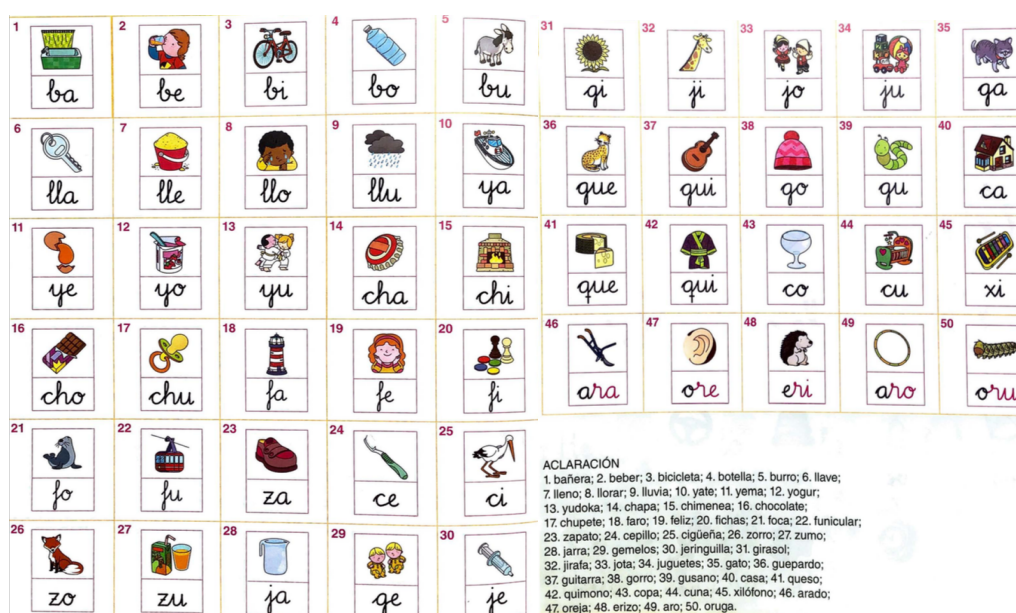 1 2 3 4 5
ba be bi bo bu
6 7 8 9 10
lla lle llo llu ya
11 12 13 14 15
ye yo yu cha chi
16 17 18 19 20
cho chu fa fe fi
21 22 23 24 25
fo fu za ce ci
26 27 28 29 30
zo zu ja ge je
31 32 33 34 35
gi ji jo ju ga
36 37 38 39 40
gue gui go gu ca
41 42 43 44 45
que qui co cu xi
46 47 48 49 50
ara ore eri aro oru
ACLARACIÓN
1. bañera; 2. beber; 3. bicicleta; 4. botella; 5. burro; 6. llave;
7. lleno; 8. llorar; 9. lluvia; 10. yate; 11. yema; 12. yogur;
13. yudoka; 14. chapa; 15. chimenea; 16. chocolate;
17. chupete; 18. faro; 19. feliz; 20. fichas; 21. foca; 22. funicular;
23. zapato; 24. cepillo; 25. cigüeña; 26. zorro; 27. zumo;
28. jarra; 29. gemelos; 30. jeringuilla; 31. girasol;
32. jirafa; 33. jota; 34. juguetes; 35. gato; 36. guepardo;
37. guitarra; 38. gorro; 39. gusano; 40. casa; 41. queso;
42. quimono; 43. copa; 44. cuna; 45. xilófono; 46. arado;
47. oreja; 48. erizo; 49. aro; 50. oruga.